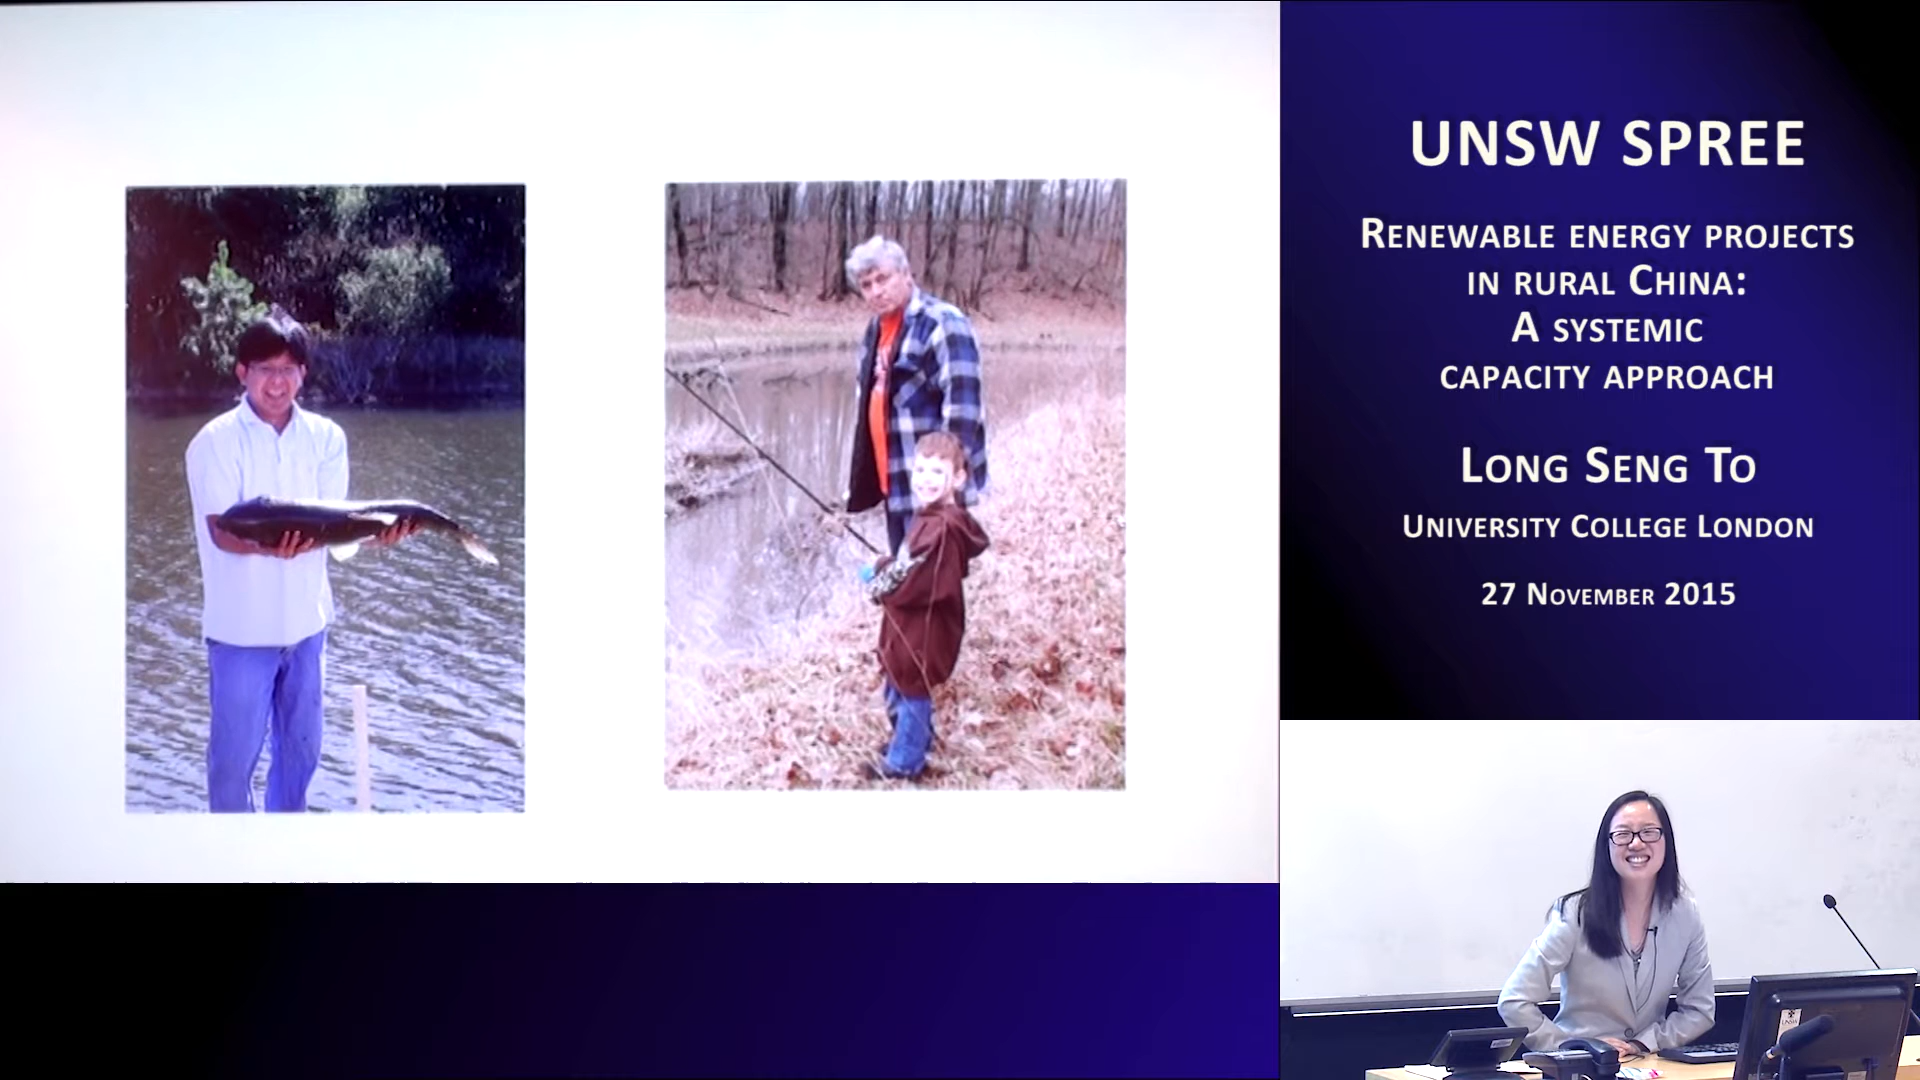 UNSW SPREE
RENEWABLE ENERGY PROJECTS
IN RURAL CHINA:
A SYSTEMIC
CAPACITY APPROACH
LONG SENG TO
UNIVERSITY COLLEGE LONDON
27 NOVEMBER 2015
UNSW